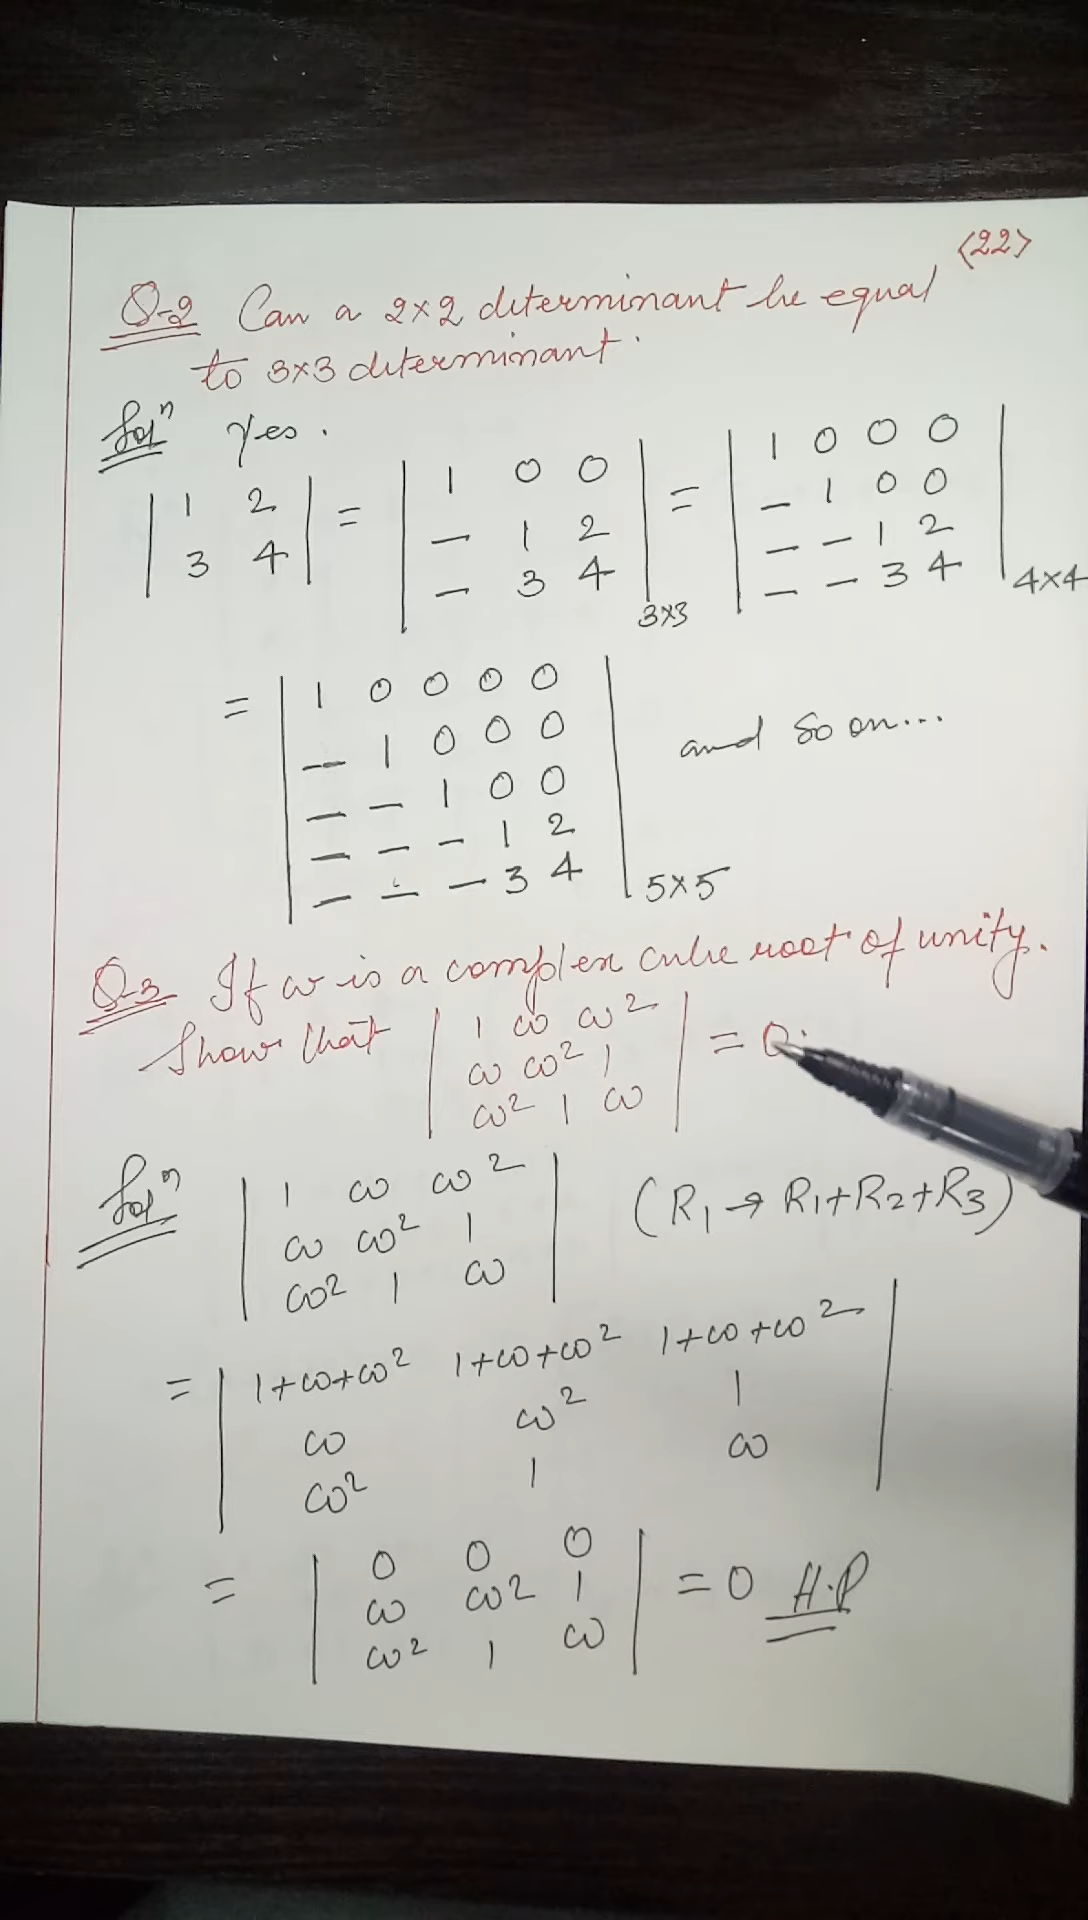 <22>
Q-2 Can a 2×2 determinant be equal
to 3×3 determinant.
Solⁿ Yes.
| 1 2 | = | 1 0 0 | = | 1 0 0 0 |
| 3 4 | | – 1 2 | | – 1 0 0 |
| – 3 4 | 3×3 | – – 1 2 |
| – – 3 4 | 4×4
= | 1 0 0 0 0 |
| – 1 0 0 0 | and so on...
| – – 1 0 0 |
| – – – 1 2 |
| – – – 3 4 | 5×5
Q-3 If ω is a complex cube root of unity.
Show that | 1 ω ω² | = 0.
| ω ω² 1 |
| ω² 1 ω |
Solⁿ | 1 ω ω² | (R₁ → R₁+R₂+R₃)
| ω ω² 1 |
| ω² 1 ω |
= | 1+ω+ω² 1+ω+ω² 1+ω+ω² |
| ω ω² 1 |
| ω² 1 ω |
= | 0 0 0 | = 0 H.P
| ω ω² 1 |
| ω² 1 ω |